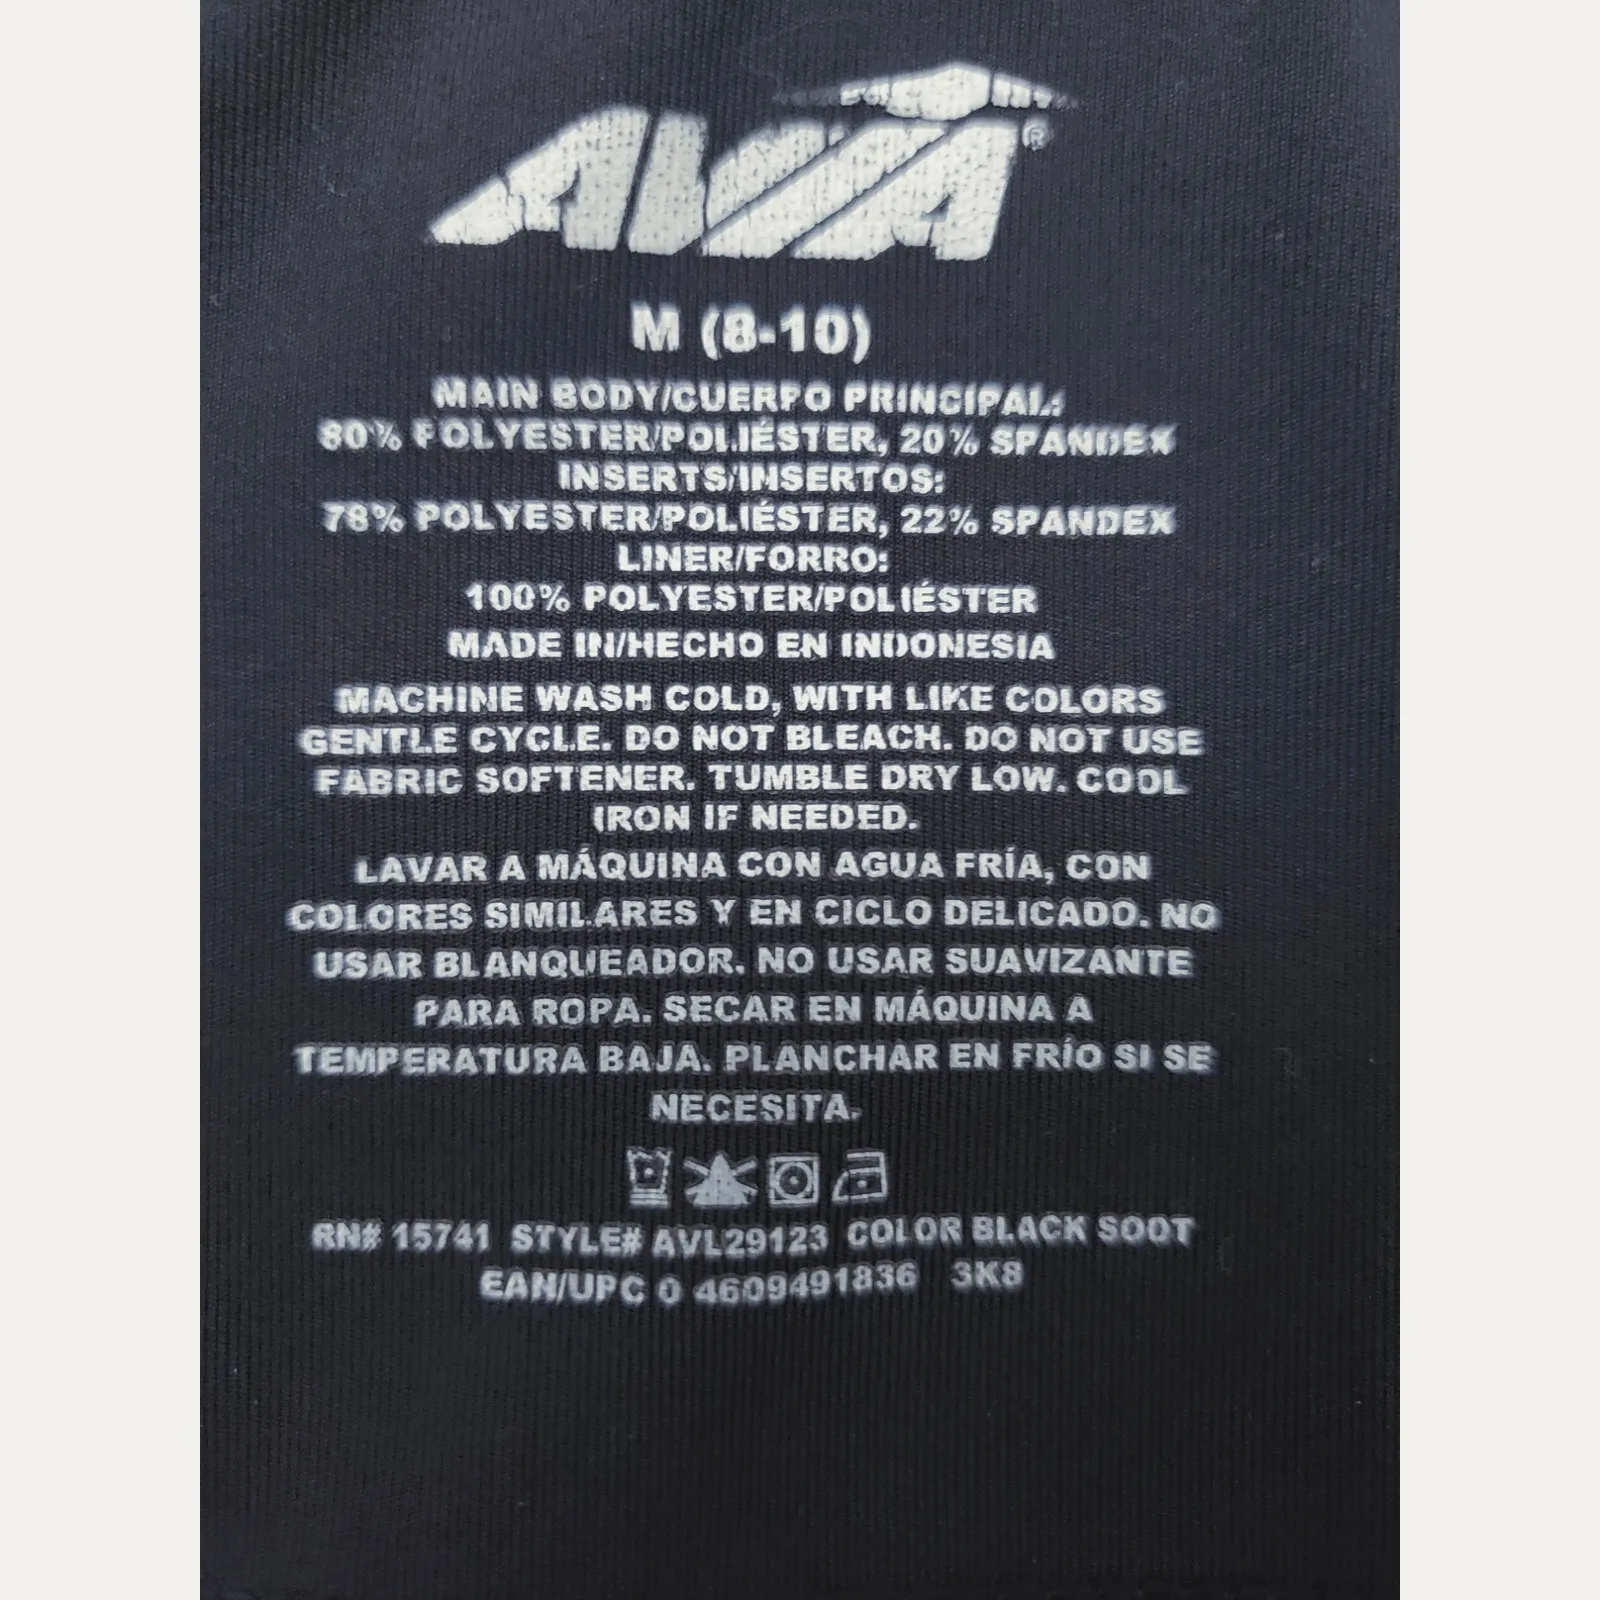 AVIA®
M (8-10)
MAIN BODY/CUERPO PRINCIPAL:
80% POLYESTER/POLIÉSTER, 20% SPANDEX
INSERTS/INSERTOS:
78% POLYESTER/POLIÉSTER, 22% SPANDEX
LINER/FORRO:
100% POLYESTER/POLIÉSTER
MADE IN/HECHO EN INDONESIA
MACHINE WASH COLD, WITH LIKE COLORS
GENTLE CYCLE. DO NOT BLEACH. DO NOT USE
FABRIC SOFTENER. TUMBLE DRY LOW. COOL
IRON IF NEEDED.
LAVAR A MÁQUINA CON AGUA FRÍA, CON
COLORES SIMILARES Y EN CICLO DELICADO. NO
USAR BLANQUEADOR. NO USAR SUAVIZANTE
PARA ROPA. SECAR EN MÁQUINA A
TEMPERATURA BAJA. PLANCHAR EN FRÍO SI SE
NECESITA.
RN# 15741 STYLE# AVL29123 COLOR BLACK SOOT
EAN/UPC 0 4609491836 3K8